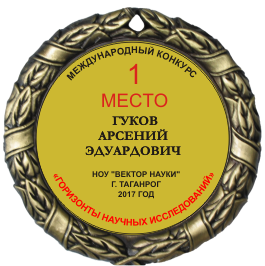 МЕЖДУНАРОДНЫЙ КОНКУРС
1
МЕСТО
ГУКОВ
АРСЕНИЙ
ЭДУАРДОВИЧ
НОУ "ВЕКТОР НАУКИ"
Г. ТАГАНРОГ
2017 ГОД
«ГОРИЗОНТЫ НАУЧНЫХ ИССЛЕДОВАНИЙ»